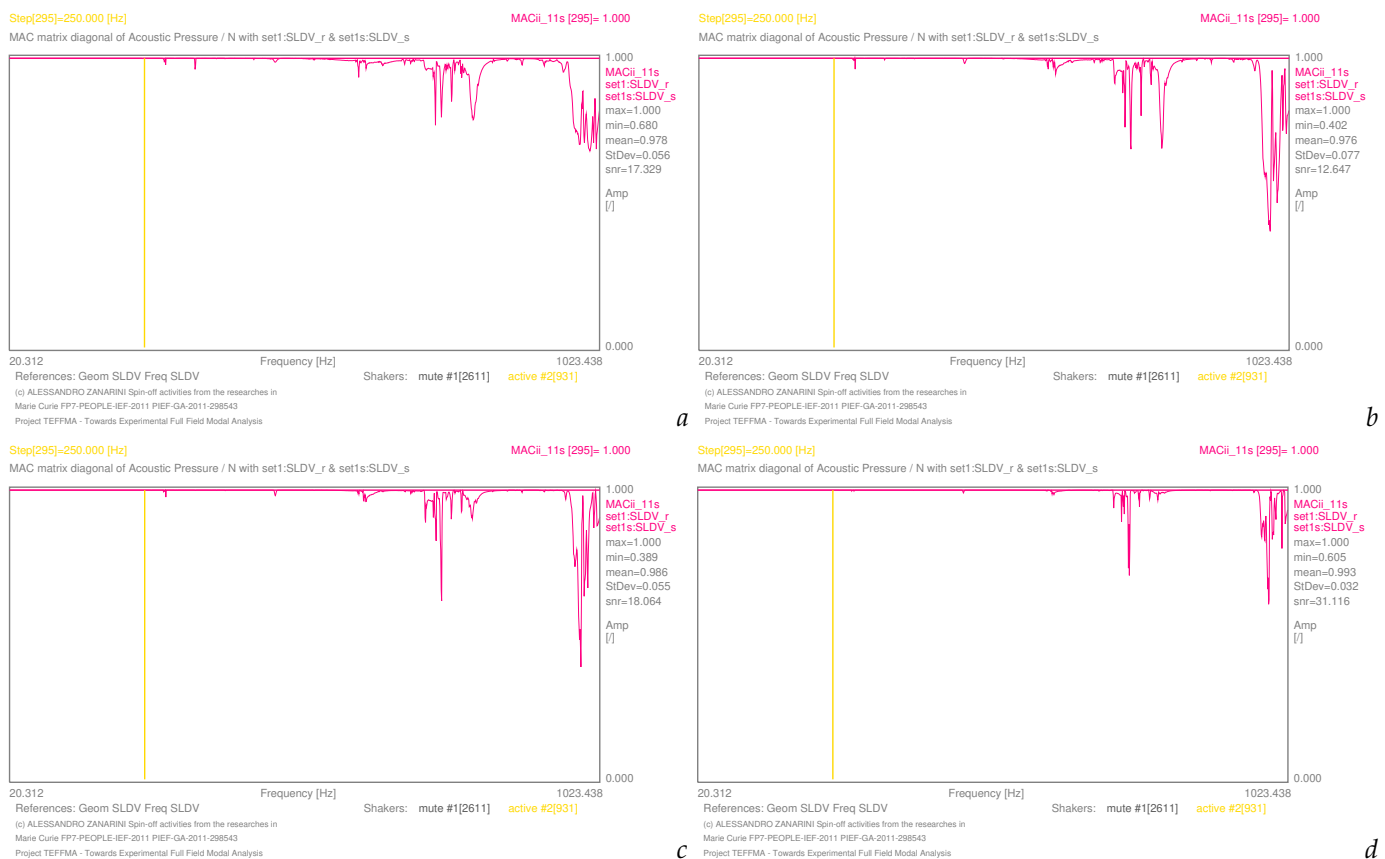 Step[295]=250.000 [Hz]
MACii_11s [295]= 1.000
MAC matrix diagonal of Acoustic Pressure / N with set1:SLDV_r & set1s:SLDV_s
1.000
MACii_11s
set1:SLDV_r
set1s:SLDV_s
max=1.000
min=0.680
mean=0.978
StDev=0.056
snr=17.329
Amp
[/]
0.000
20.312
Frequency [Hz]
1023.438
References: Geom SLDV Freq SLDV
Shakers: mute #1[2611] active #2[931]
(c) ALESSANDRO ZANARINI Spin-off activities from the researches in
Marie Curie FP7-PEOPLE-IEF-2011 PIEF-GA-2011-298543
Project TEFFMA - Towards Experimental Full Field Modal Analysis
a
Step[295]=250.000 [Hz]
MACii_11s [295]= 1.000
MAC matrix diagonal of Acoustic Pressure / N with set1:SLDV_r & set1s:SLDV_s
1.000
MACii_11s
set1:SLDV_r
set1s:SLDV_s
max=1.000
min=0.402
mean=0.976
StDev=0.077
snr=12.647
Amp
[/]
0.000
20.312
Frequency [Hz]
1023.438
References: Geom SLDV Freq SLDV
Shakers: mute #1[2611] active #2[931]
(c) ALESSANDRO ZANARINI Spin-off activities from the researches in
Marie Curie FP7-PEOPLE-IEF-2011 PIEF-GA-2011-298543
Project TEFFMA - Towards Experimental Full Field Modal Analysis
b
Step[295]=250.000 [Hz]
MACii_11s [295]= 1.000
MAC matrix diagonal of Acoustic Pressure / N with set1:SLDV_r & set1s:SLDV_s
1.000
MACii_11s
set1:SLDV_r
set1s:SLDV_s
max=1.000
min=0.389
mean=0.986
StDev=0.055
snr=18.064
Amp
[/]
0.000
20.312
Frequency [Hz]
1023.438
References: Geom SLDV Freq SLDV
Shakers: mute #1[2611] active #2[931]
(c) ALESSANDRO ZANARINI Spin-off activities from the researches in
Marie Curie FP7-PEOPLE-IEF-2011 PIEF-GA-2011-298543
Project TEFFMA - Towards Experimental Full Field Modal Analysis
c
Step[295]=250.000 [Hz]
MACii_11s [295]= 1.000
MAC matrix diagonal of Acoustic Pressure / N with set1:SLDV_r & set1s:SLDV_s
1.000
MACii_11s
set1:SLDV_r
set1s:SLDV_s
max=1.000
min=0.605
mean=0.993
StDev=0.032
snr=31.116
Amp
[/]
0.000
20.312
Frequency [Hz]
1023.438
References: Geom SLDV Freq SLDV
Shakers: mute #1[2611] active #2[931]
(c) ALESSANDRO ZANARINI Spin-off activities from the researches in
Marie Curie FP7-PEOPLE-IEF-2011 PIEF-GA-2011-298543
Project TEFFMA - Towards Experimental Full Field Modal Analysis
d